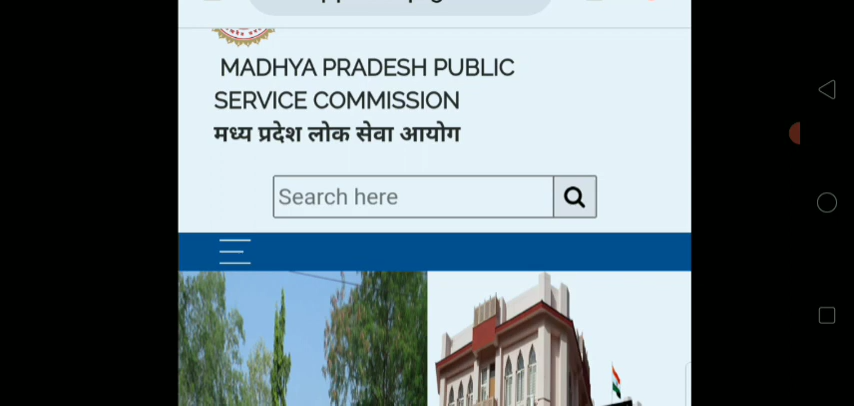 MADHYA PRADESH PUBLIC
SERVICE COMMISSION
मध्य प्रदेश लोक सेवा आयोग
Search here